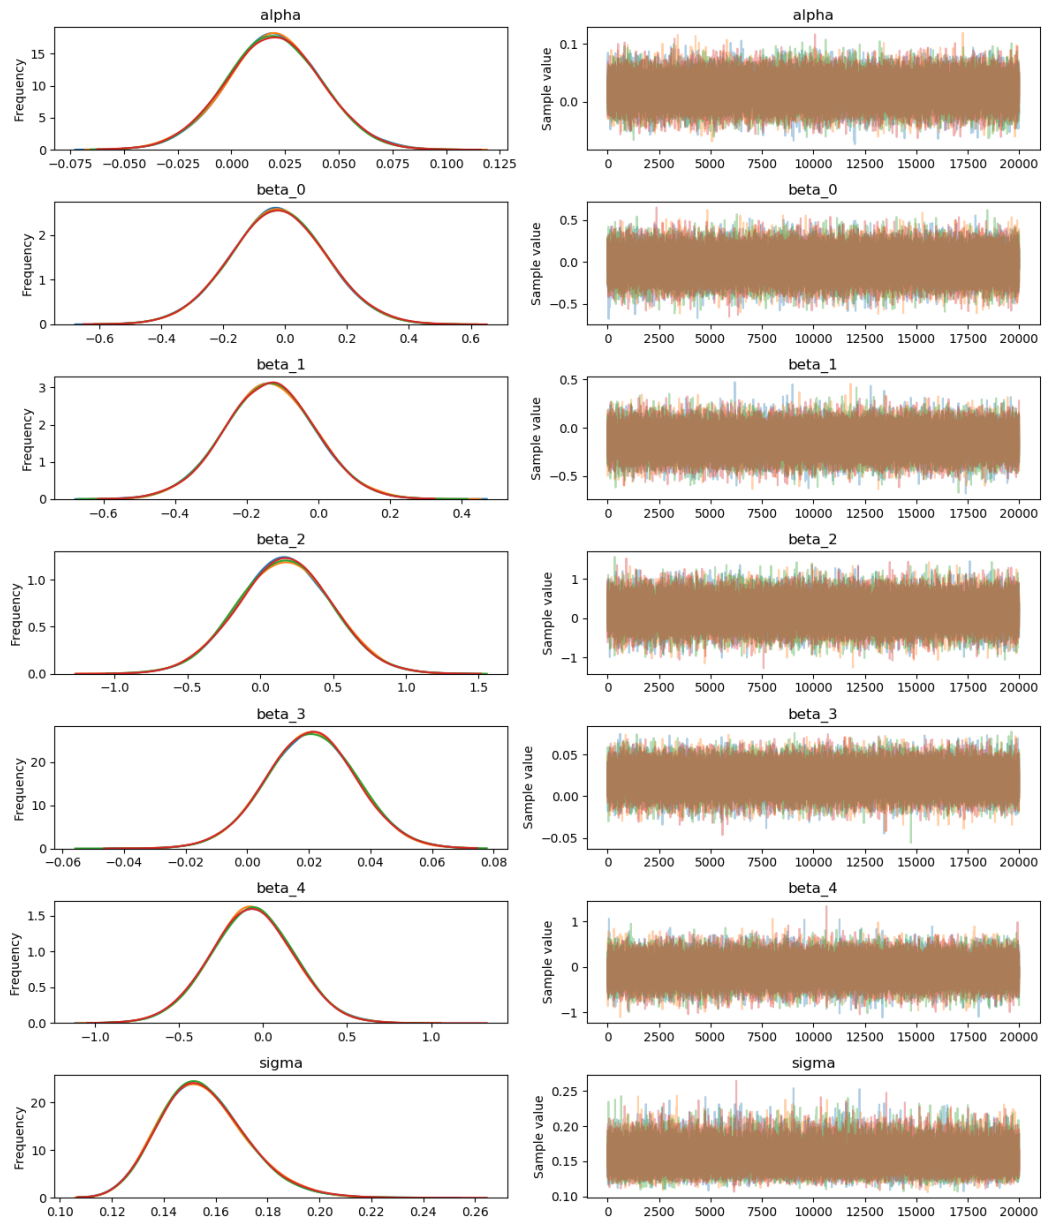 alpha alpha
Frequency 15 10 5 0 Sample value 0.1 0.0
−0.075 −0.050 −0.025 0.000 0.025 0.050 0.075 0.100 0.125 0 2500 5000 7500 10000 12500 15000 17500 20000
beta_0 beta_0
Frequency 2 1 0 Sample value 0.5 0.0 −0.5
−0.6 −0.4 −0.2 0.0 0.2 0.4 0.6 0 2500 5000 7500 10000 12500 15000 17500 20000
beta_1 beta_1
Frequency 3 2 1 0 Sample value 0.5 0.0 −0.5
−0.6 −0.4 −0.2 0.0 0.2 0.4 0 2500 5000 7500 10000 12500 15000 17500 20000
beta_2 beta_2
Frequency 1.0 0.5 0.0 Sample value 1 0 −1
−1.0 −0.5 0.0 0.5 1.0 1.5 0 2500 5000 7500 10000 12500 15000 17500 20000
beta_3 beta_3
Frequency 20 10 0 Sample value 0.05 0.00 −0.05
−0.06 −0.04 −0.02 0.00 0.02 0.04 0.06 0.08 0 2500 5000 7500 10000 12500 15000 17500 20000
beta_4 beta_4
Frequency 1.5 1.0 0.5 0.0 Sample value 1 0 −1
−1.0 −0.5 0.0 0.5 1.0 0 2500 5000 7500 10000 12500 15000 17500 20000
sigma sigma
Frequency 20 10 0 Sample value 0.25 0.20 0.15 0.10
0.10 0.12 0.14 0.16 0.18 0.20 0.22 0.24 0.26 0 2500 5000 7500 10000 12500 15000 17500 20000